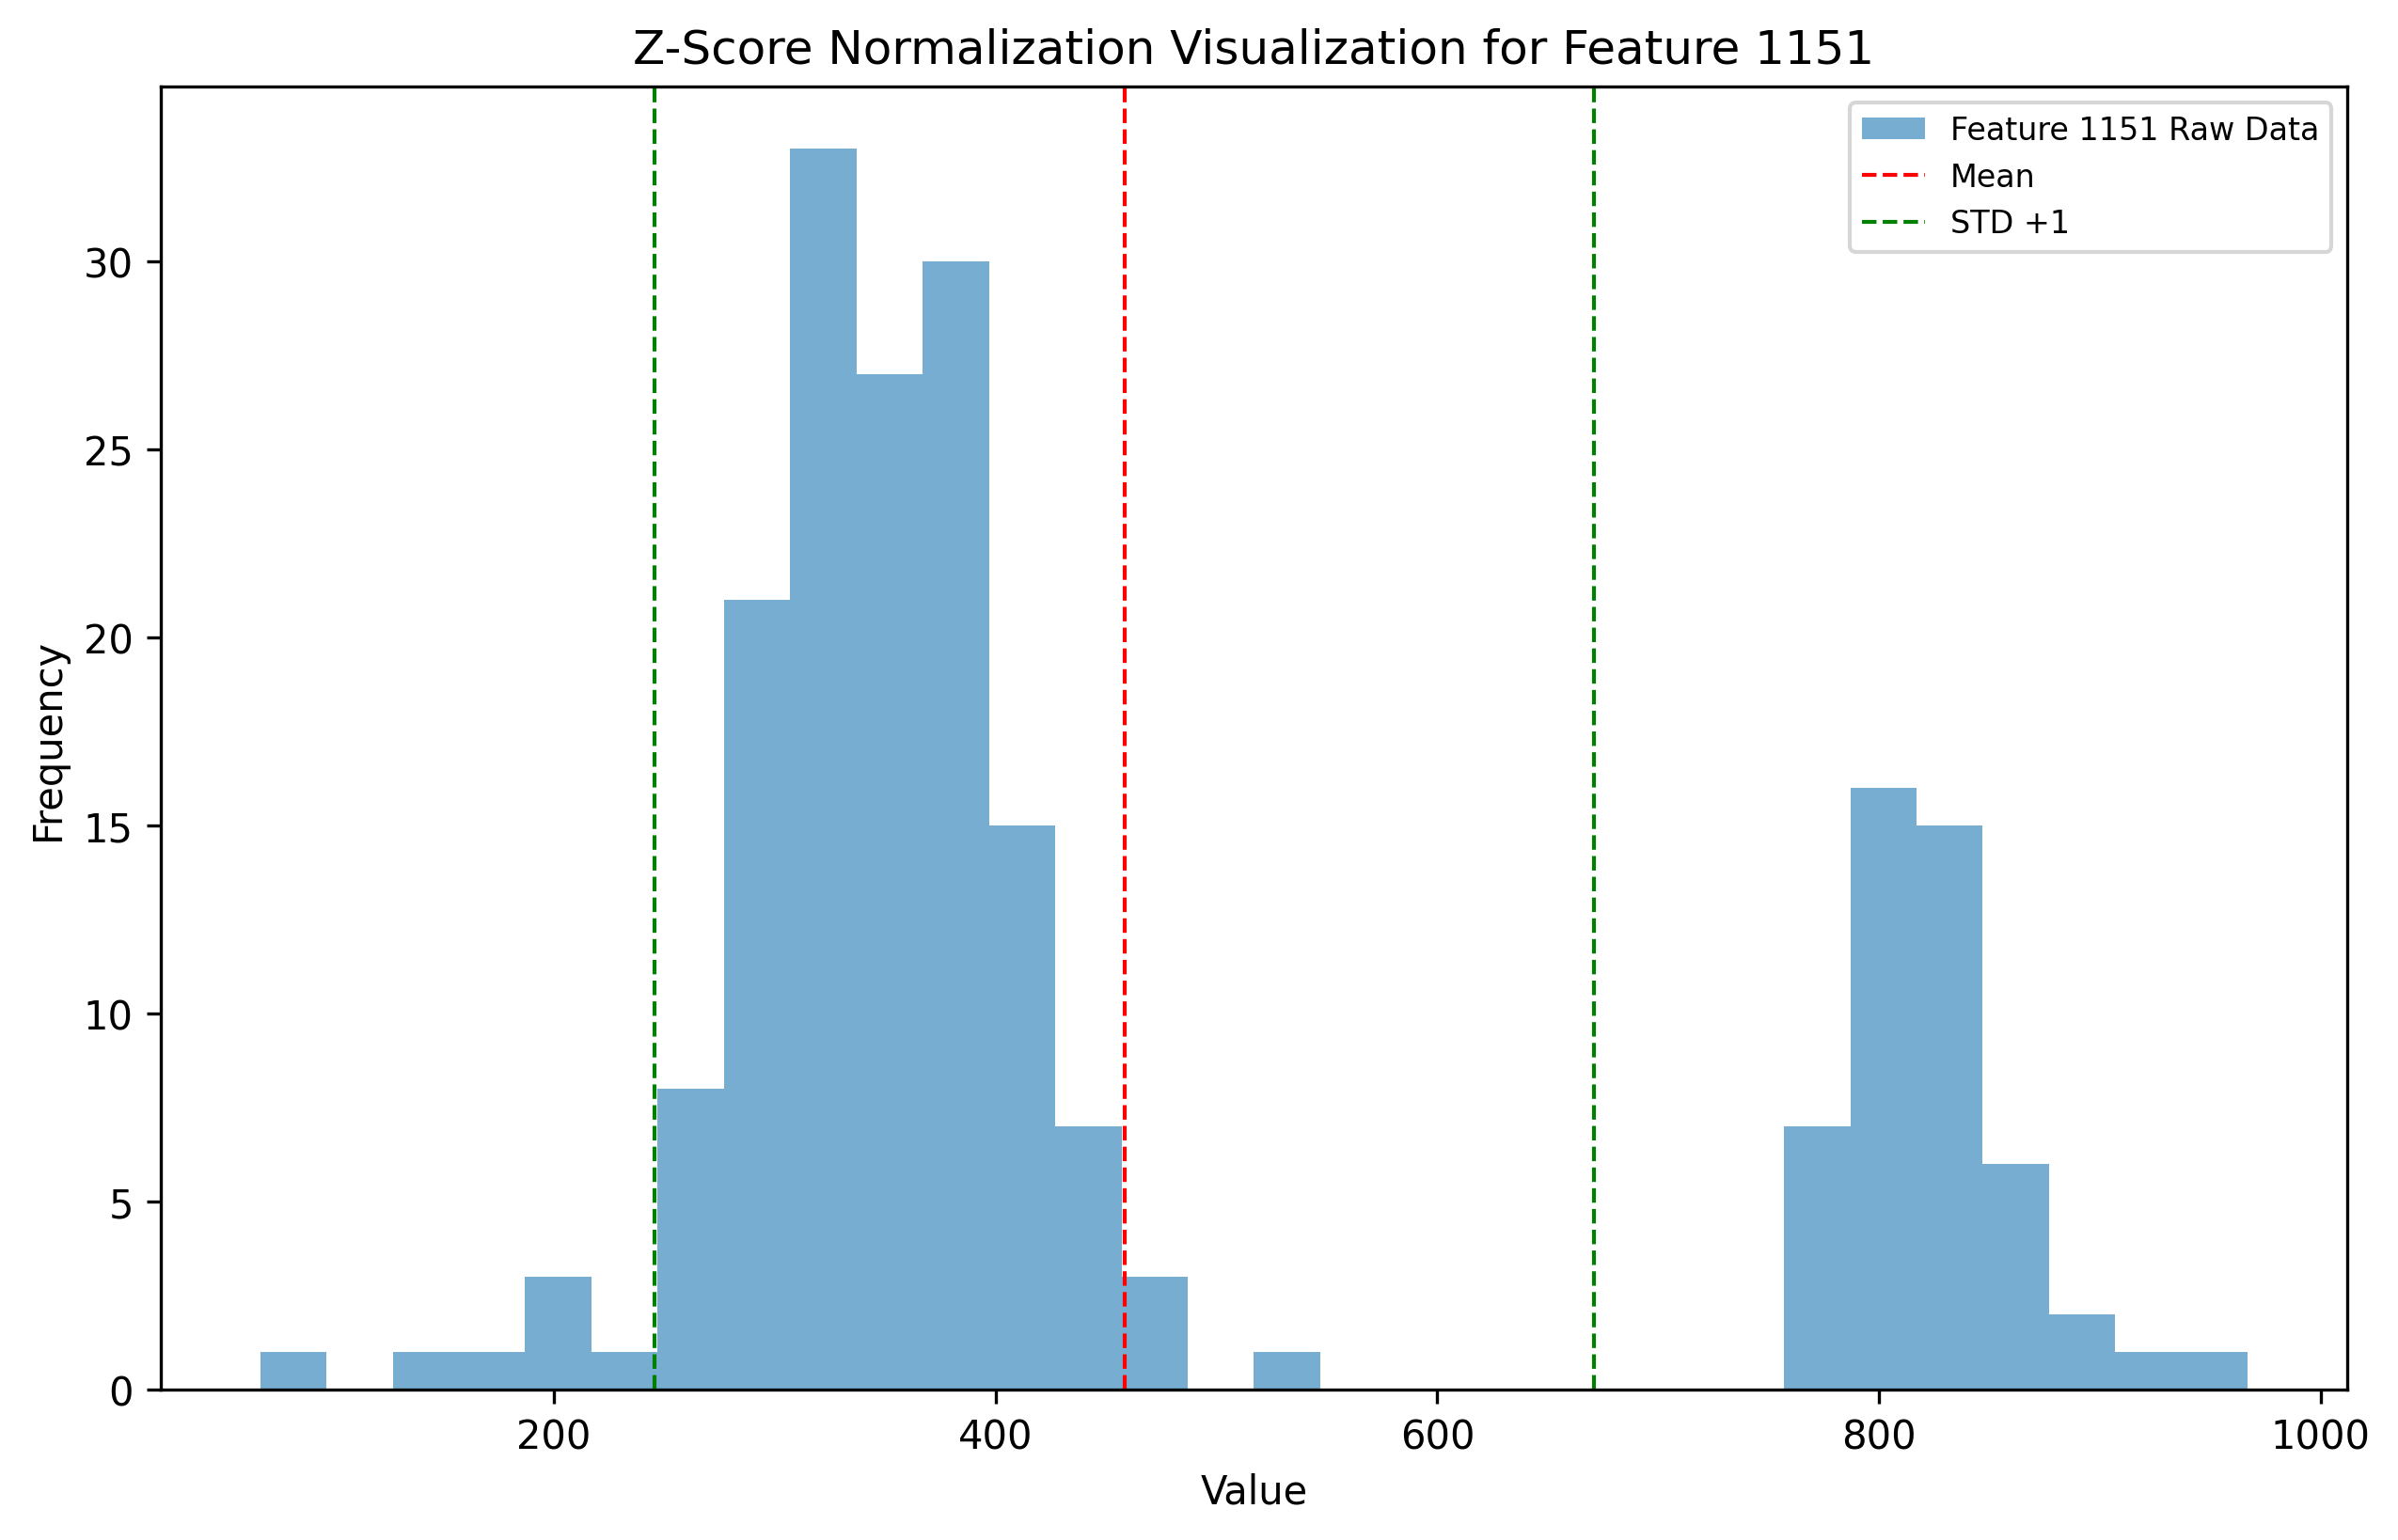 Z-Score Normalization Visualization for Feature 1151
Feature 1151 Raw Data
Mean
STD +1
Frequency
30
25
20
15
10
5
0
200 400 600 800 1000
Value